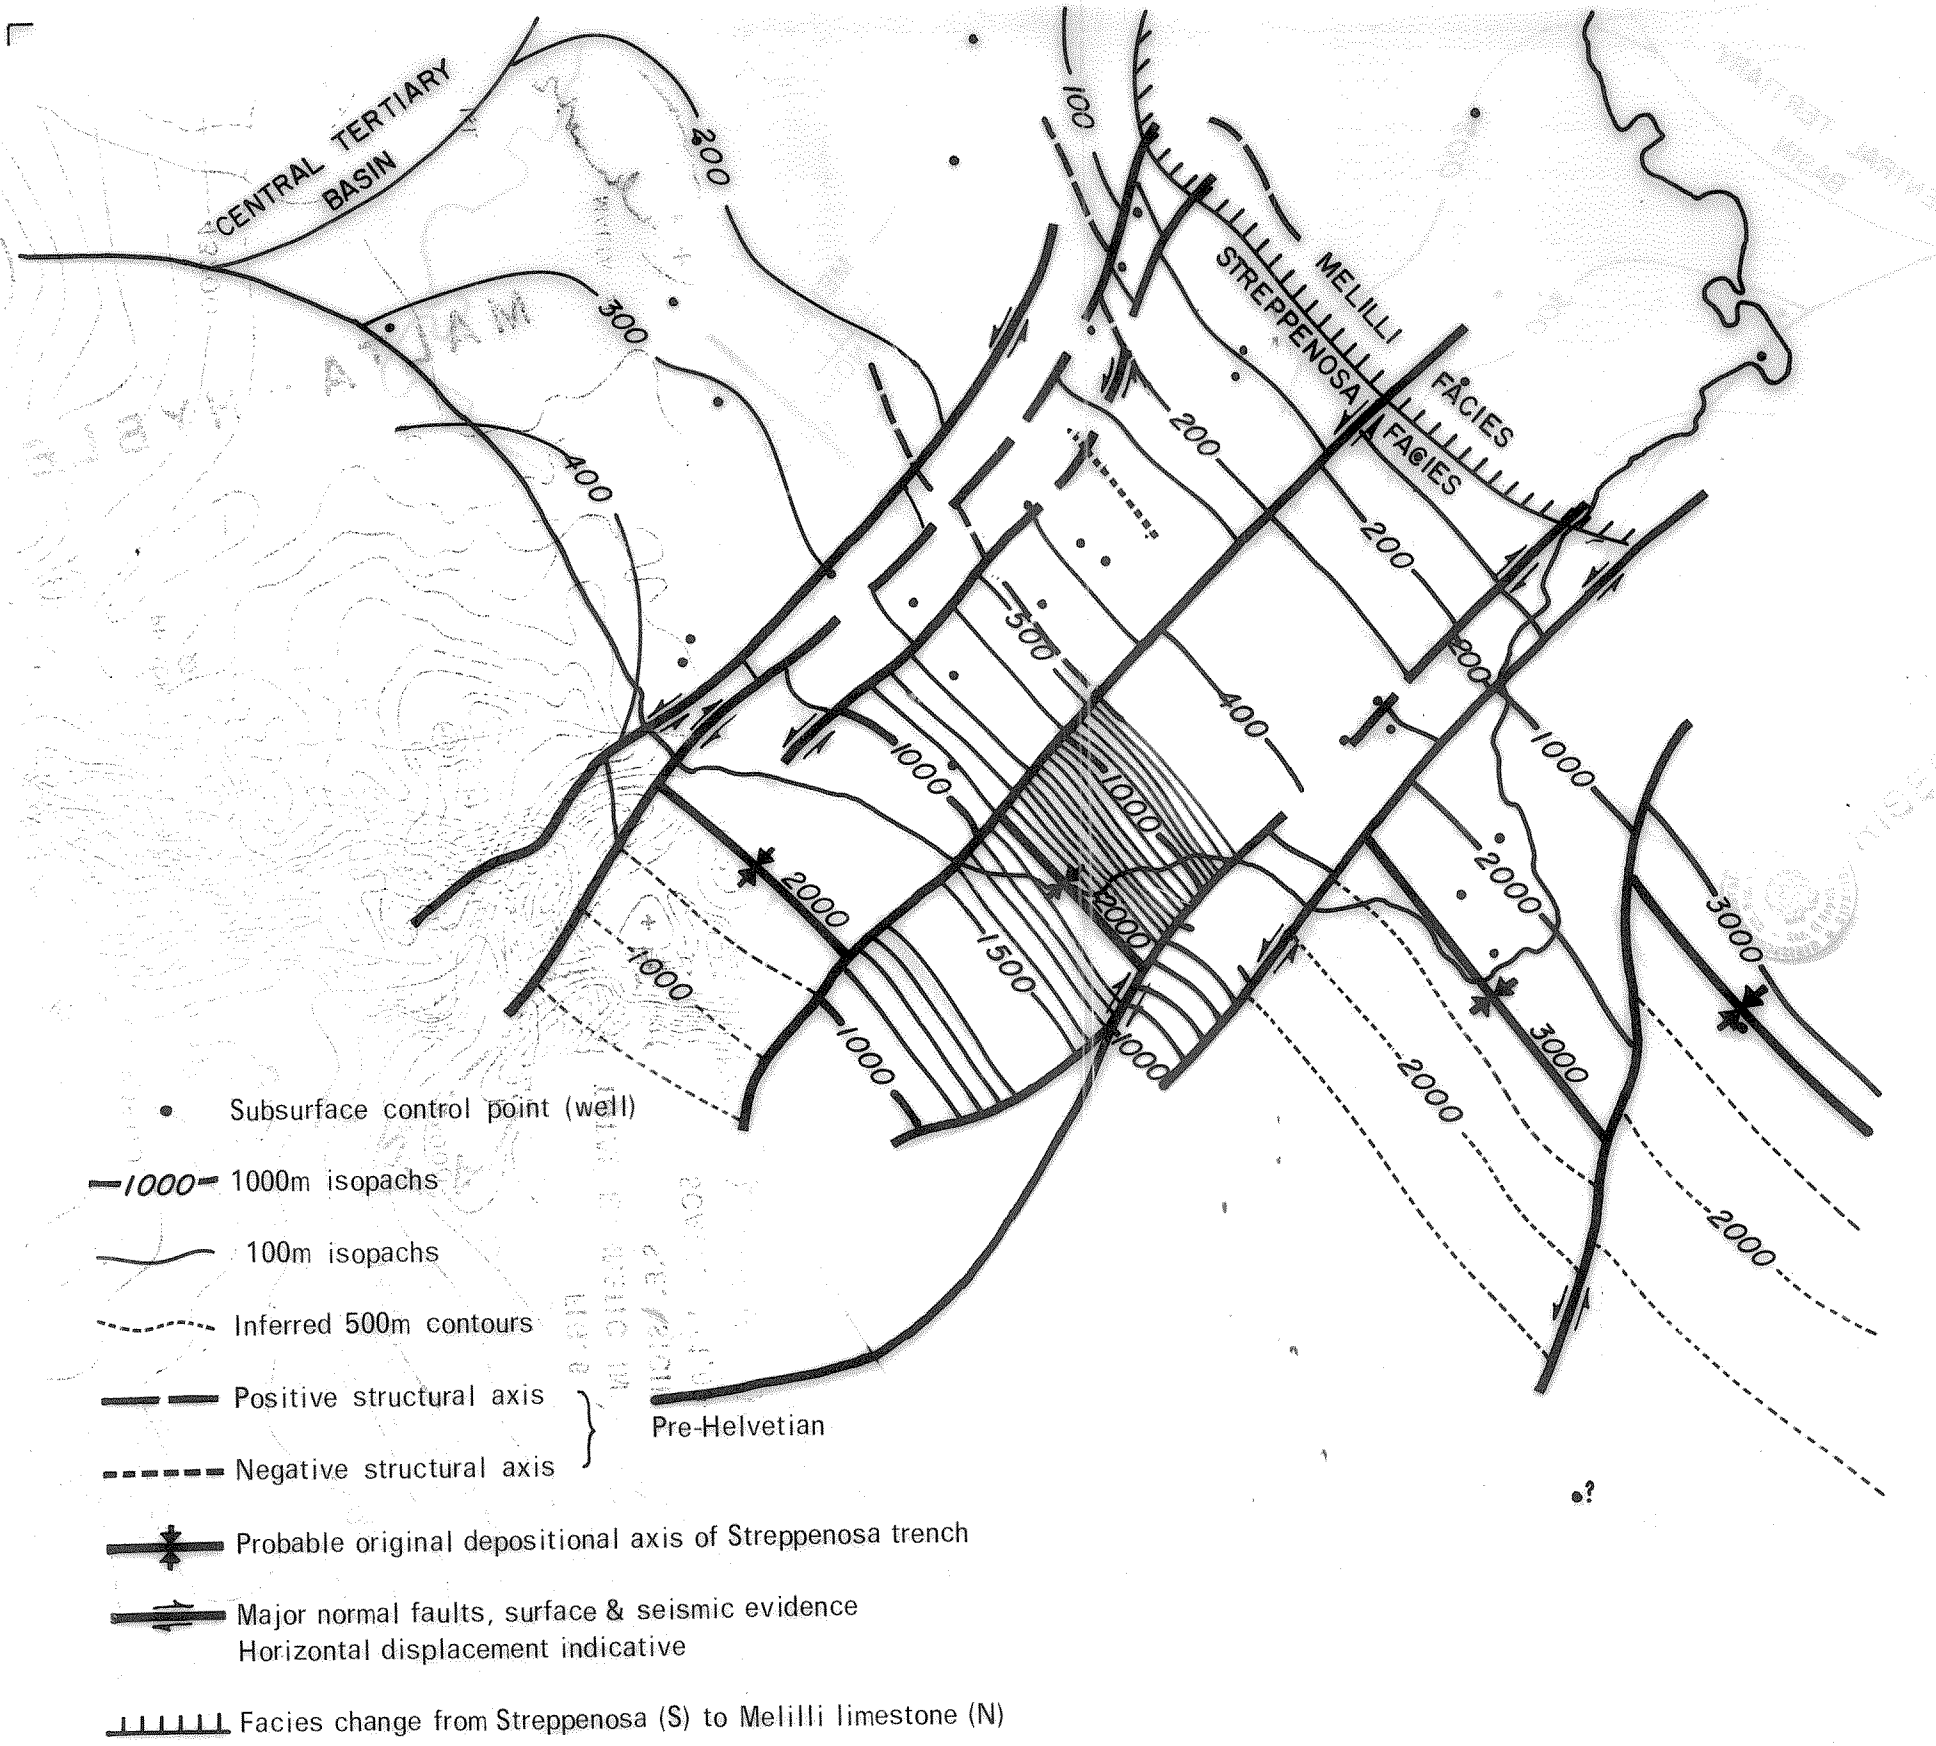 CENTRAL TERTIARY
BASIN
100
200
300
400
MELILLI
FACIES
STREPPENOSA
FACIES
200
200
200
500
400
1000
1000
1000
2000
2000
2000
3000
1500
1000
1000
1000
2000
3000
2000
?
Subsurface control point (well)
1000 1000m isopachs
100m isopachs
Inferred 500m contours
Positive structural axis
Negative structural axis
Pre-Helvetian
Probable original depositional axis of Streppenosa trench
Major normal faults, surface & seismic evidence
Horizontal displacement indicative
Facies change from Streppenosa (S) to Melilli limestone (N)